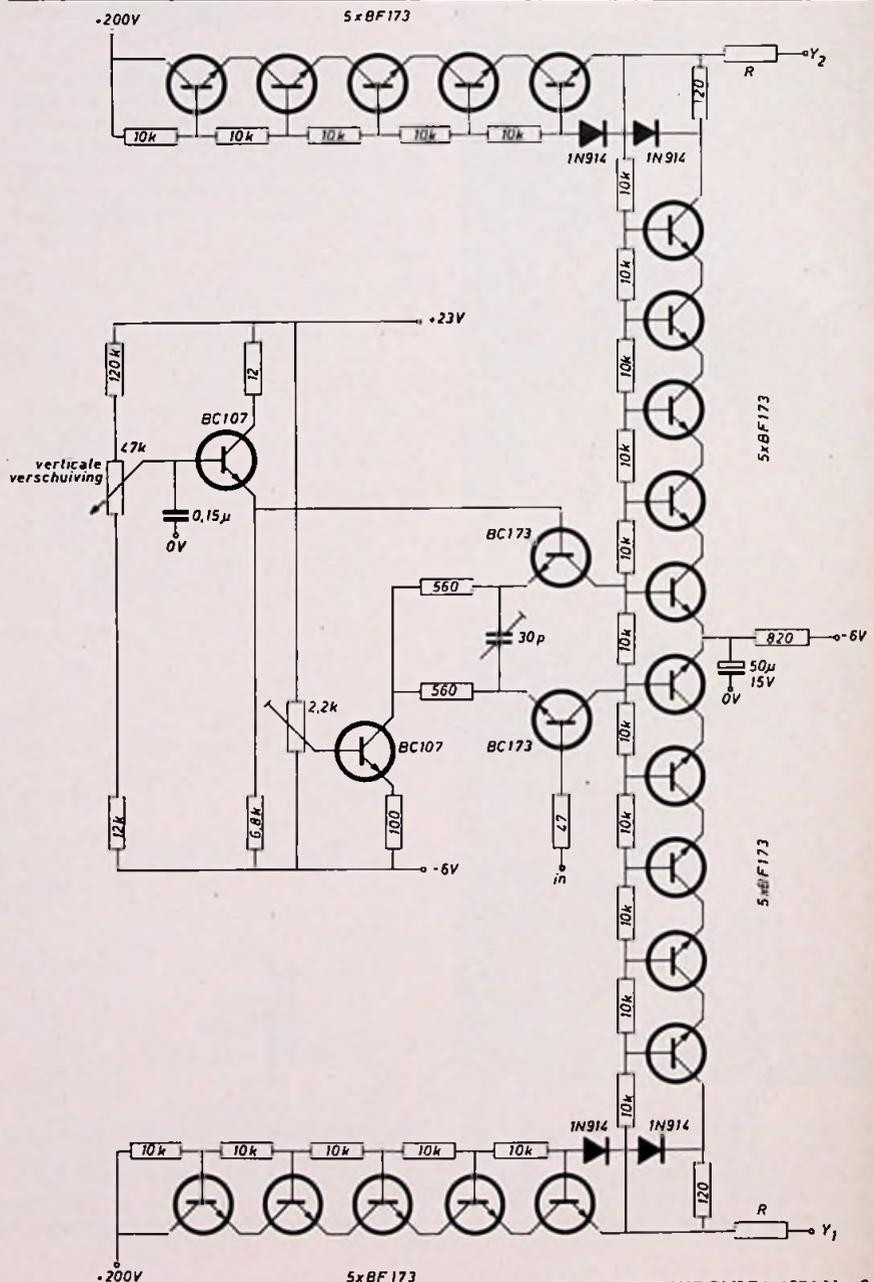 5xBF173
+200V
Y2
R
120
10k 10k 10k 10k 10k
1N914 1N914
10k
10k
+23V
120k
12
10k
BC107
47k
verticale
verschuiving
10k
5xBF173
0,15µ
0V
BC173
10k
560
30p
10k
820 -6V
50µ
15V
0V
560
2,2k
BC107
BC173
10k
12k
6,8k
100
47
10k
-6V
in
5xBF173
10k
10k
10k
1N914 1N914
10k 10k 10k 10k 10k
120
R
Y1
+200V
5xBF173